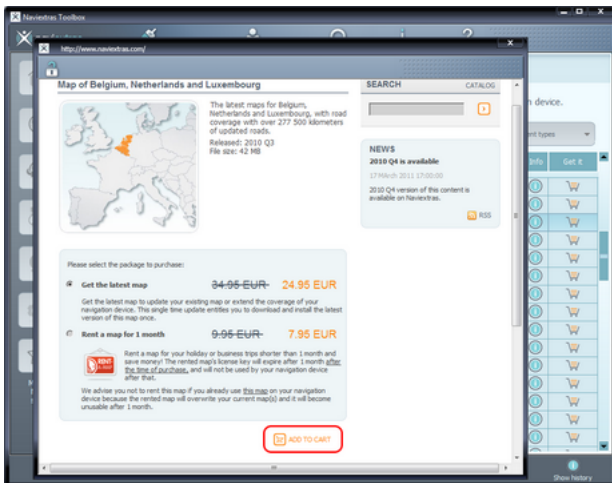 Naviextras Toolbox
http://www.naviextras.com/
Map of Belgium, Netherlands and Luxembourg
The latest maps for Belgium,
Netherlands and Luxembourg, with road
coverage with over 277 500 kilometers
of updated roads.
Released: 2010 Q3
File size: 42 MB
SEARCH CATALOG
NEWS
2010 Q4 is available
17 March 2011 17:00:00
2010 Q4 version of this content is
available on Naviextras.
RSS
Please select the package to purchase:
Get the latest map 34.95 EUR 24.95 EUR
Get the latest map to update your existing map or extend the coverage of your
navigation device. This single time update entitles you to download and install the latest
version of this map once.
Rent a map for 1 month 9.95 EUR 7.95 EUR
RENT
A MAP
Rent a map for your holiday or business trips shorter than 1 month and
save money! The rented map's license key will expire after 1 month after
the time of purchase, and will not be used by your navigation device
after that.
We advise you not to rent this map if you already use this map on your navigation
device because the rented map will overwrite your current map(s) and it will become
unusable after 1 month.
ADD TO CART
device.
Info Get it
Show history